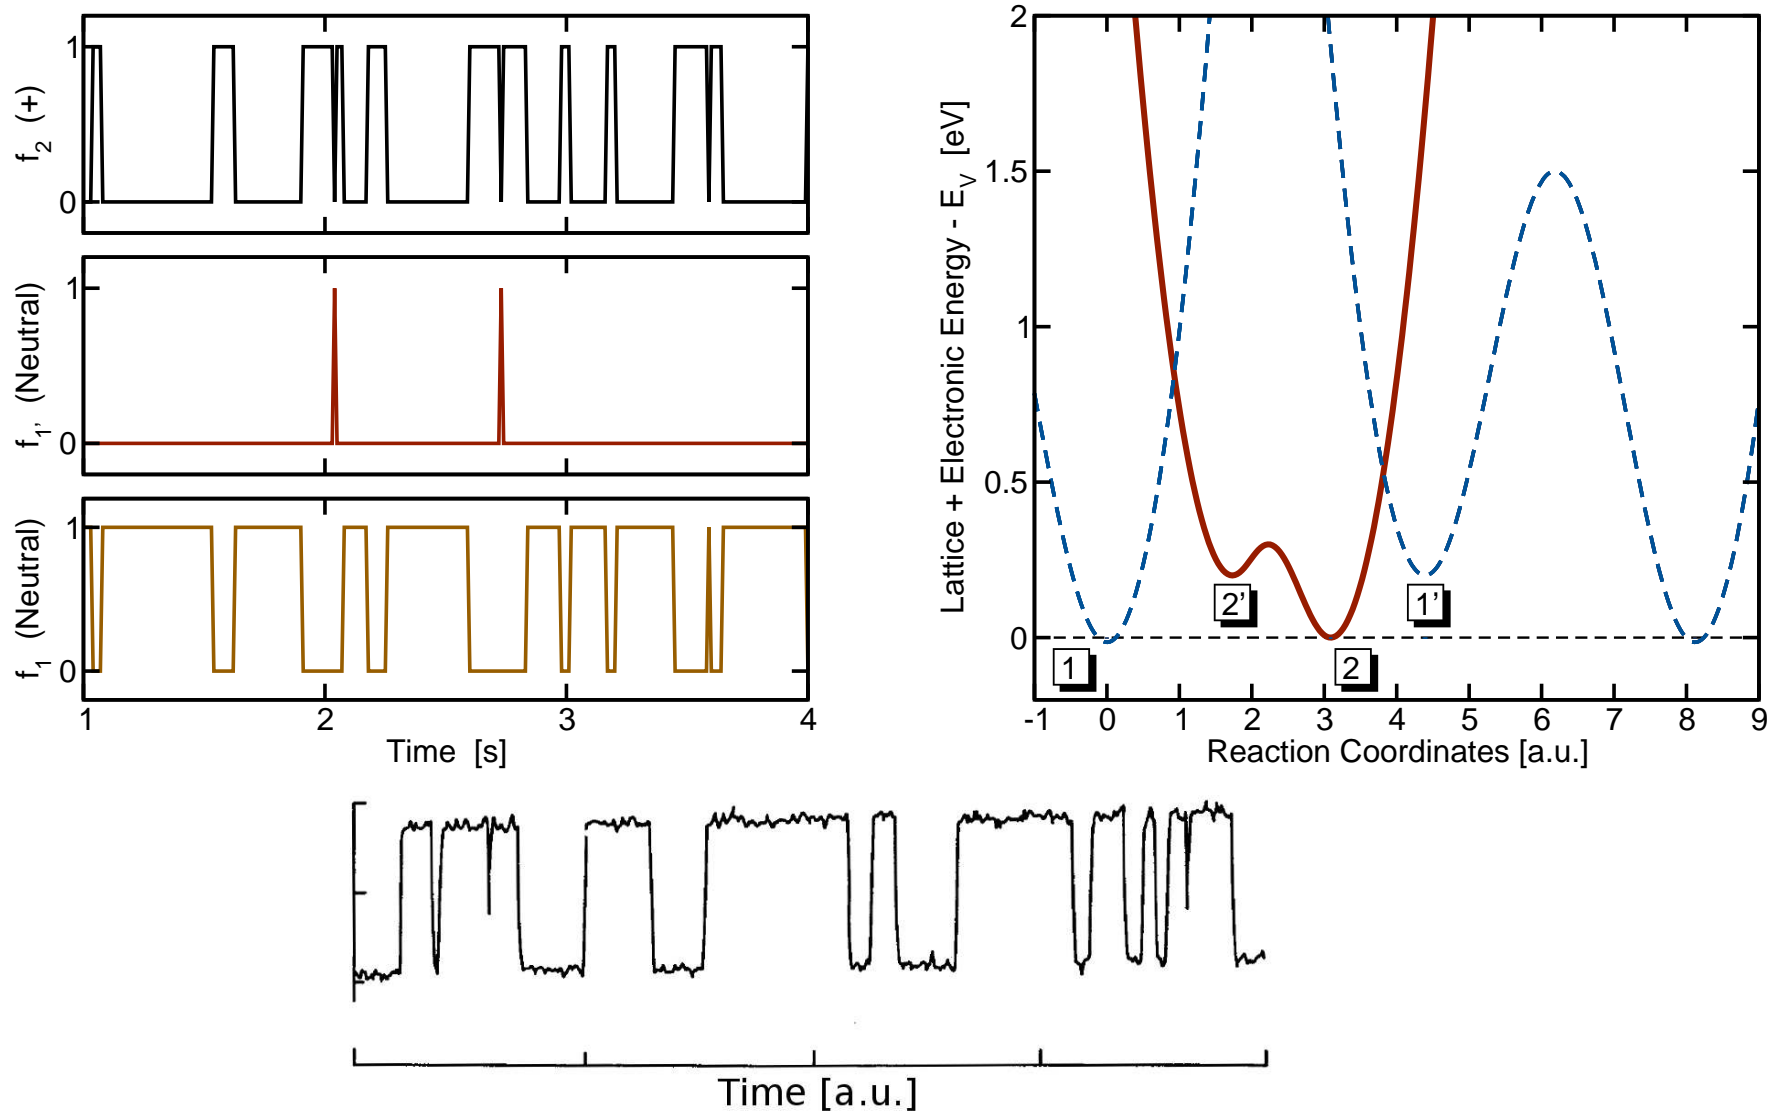 f2 (+)
1
0
f1' (Neutral)
1
0
f1 (Neutral)
1
0
1 2 3 4
Time [s]
Lattice + Electronic Energy - EV [eV]
2
1.5
1
0.5
0
2'
1'
1
2
-1 0 1 2 3 4 5 6 7 8 9
Reaction Coordinates [a.u.]
Time [a.u.]